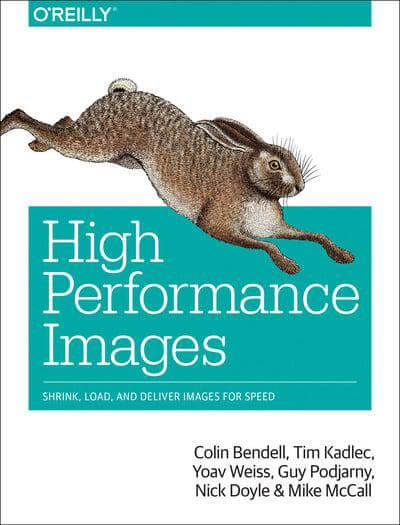 O'REILLY®
High
Performance
Images
SHRINK, LOAD, AND DELIVER IMAGES FOR SPEED
Colin Bendell, Tim Kadlec,
Yoav Weiss, Guy Podjarny,
Nick Doyle & Mike McCall